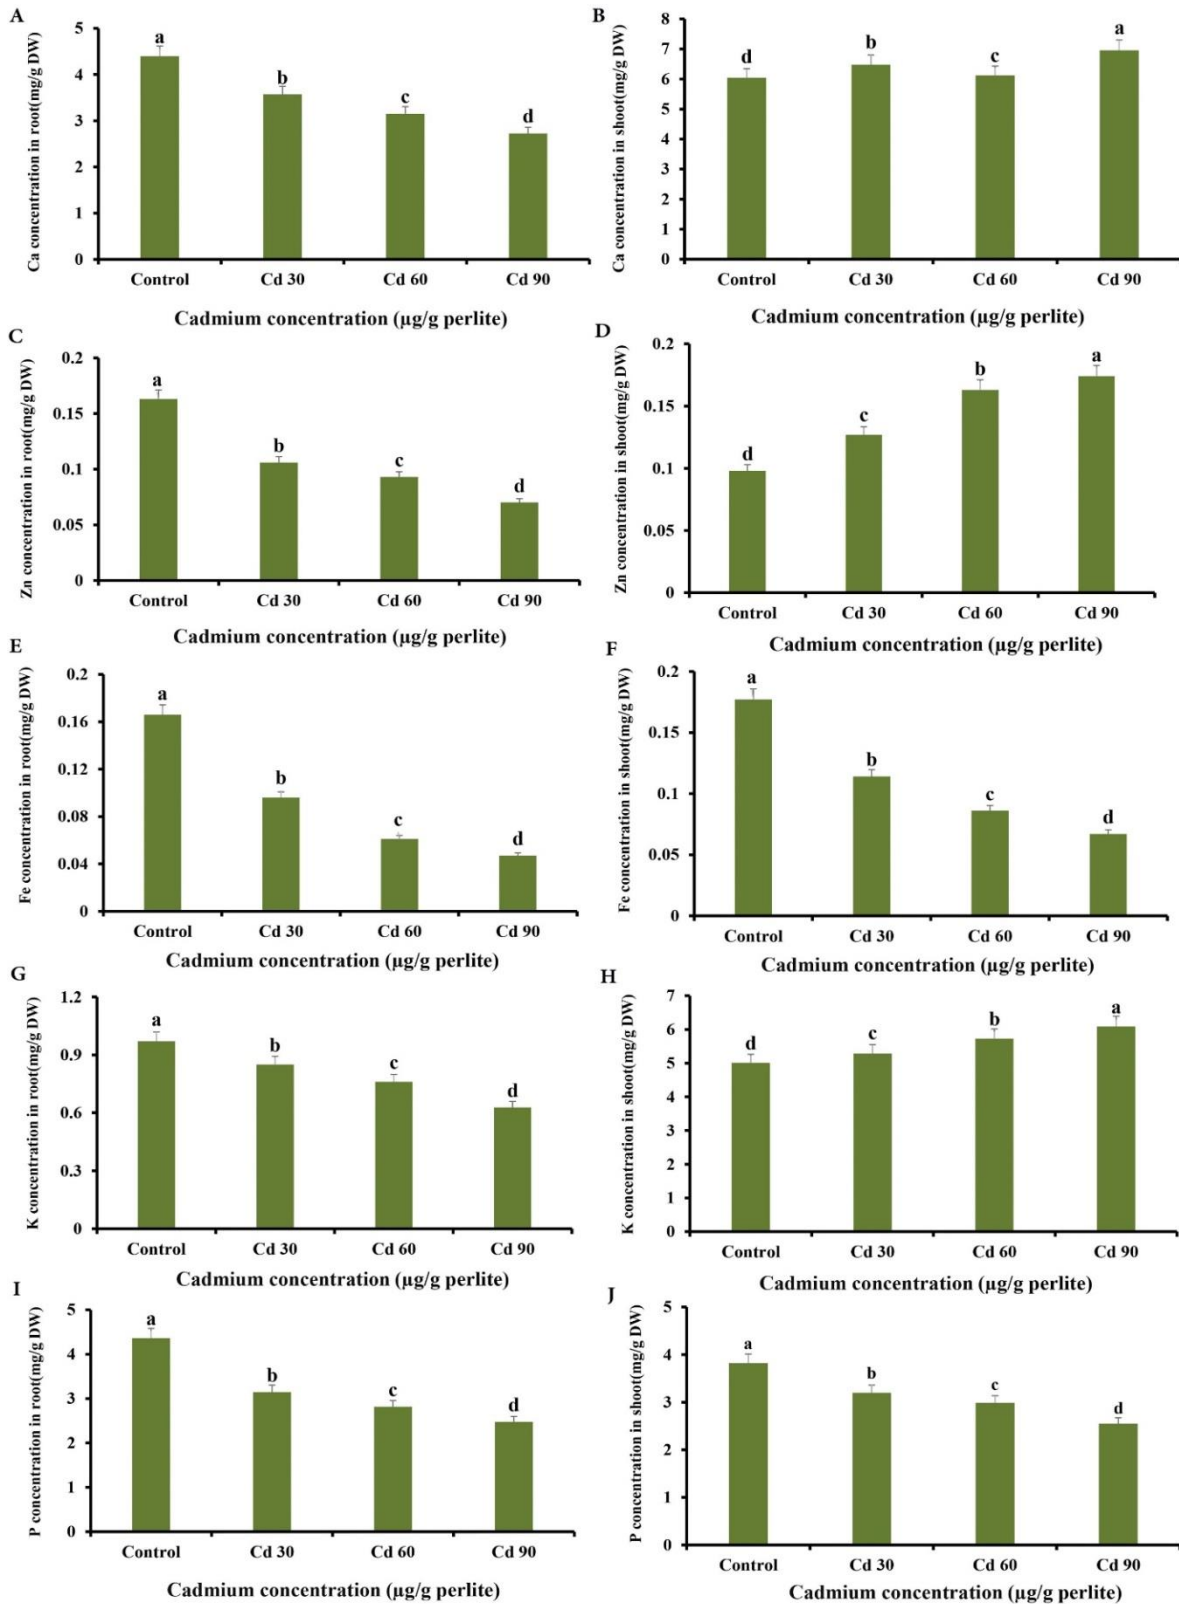 A
Ca concentration in root(mg/g DW)
5
4
3
2
1
0
a
b
c
d
Control Cd 30 Cd 60 Cd 90
Cadmium concentration (µg/g perlite)
B
Ca concentration in shoot(mg/g DW)
8
7
6
5
4
3
2
1
0
d
b
c
a
Control Cd 30 Cd 60 Cd 90
Cadmium concentration (µg/g perlite)
C
Zn concentration in root(mg/g DW)
0.2
0.15
0.1
0.05
0
a
b
c
d
Control Cd 30 Cd 60 Cd 90
Cadmium concentration (µg/g perlite)
D
Zn concentration in shoot(mg/g DW)
0.2
0.15
0.1
0.05
0
d
c
b
a
Control Cd 30 Cd 60 Cd 90
Cadmium concentration (µg/g perlite)
E
Fe concentration in root(mg/g DW)
0.2
0.16
0.12
0.08
0.04
0
a
b
c
d
Control Cd 30 Cd 60 Cd 90
Cadmium concentration (µg/g perlite)
F
Fe concentration in shoot(mg/g DW)
0.2
0.15
0.1
0.05
0
a
b
c
d
Control Cd 30 Cd 60 Cd 90
Cadmium concentration (µg/g perlite)
G
K concentration in root(mg/g DW)
1.2
0.9
0.6
0.3
0
a
b
c
d
Control Cd 30 Cd 60 Cd 90
Cadmium concentration (µg/g perlite)
H
K concentration in shoot(mg/g DW)
7
6
5
4
3
2
1
0
d
c
b
a
Control Cd 30 Cd 60 Cd 90
Cadmium concentration (µg/g perlite)
I
P concentration in root(mg/g DW)
5
4
3
2
1
0
a
b
c
d
Control Cd 30 Cd 60 Cd 90
Cadmium concentration (µg/g perlite)
J
P concentration in shoot(mg/g DW)
5
4
3
2
1
0
a
b
c
d
Control Cd 30 Cd 60 Cd 90
Cadmium concentration (µg/g perlite)